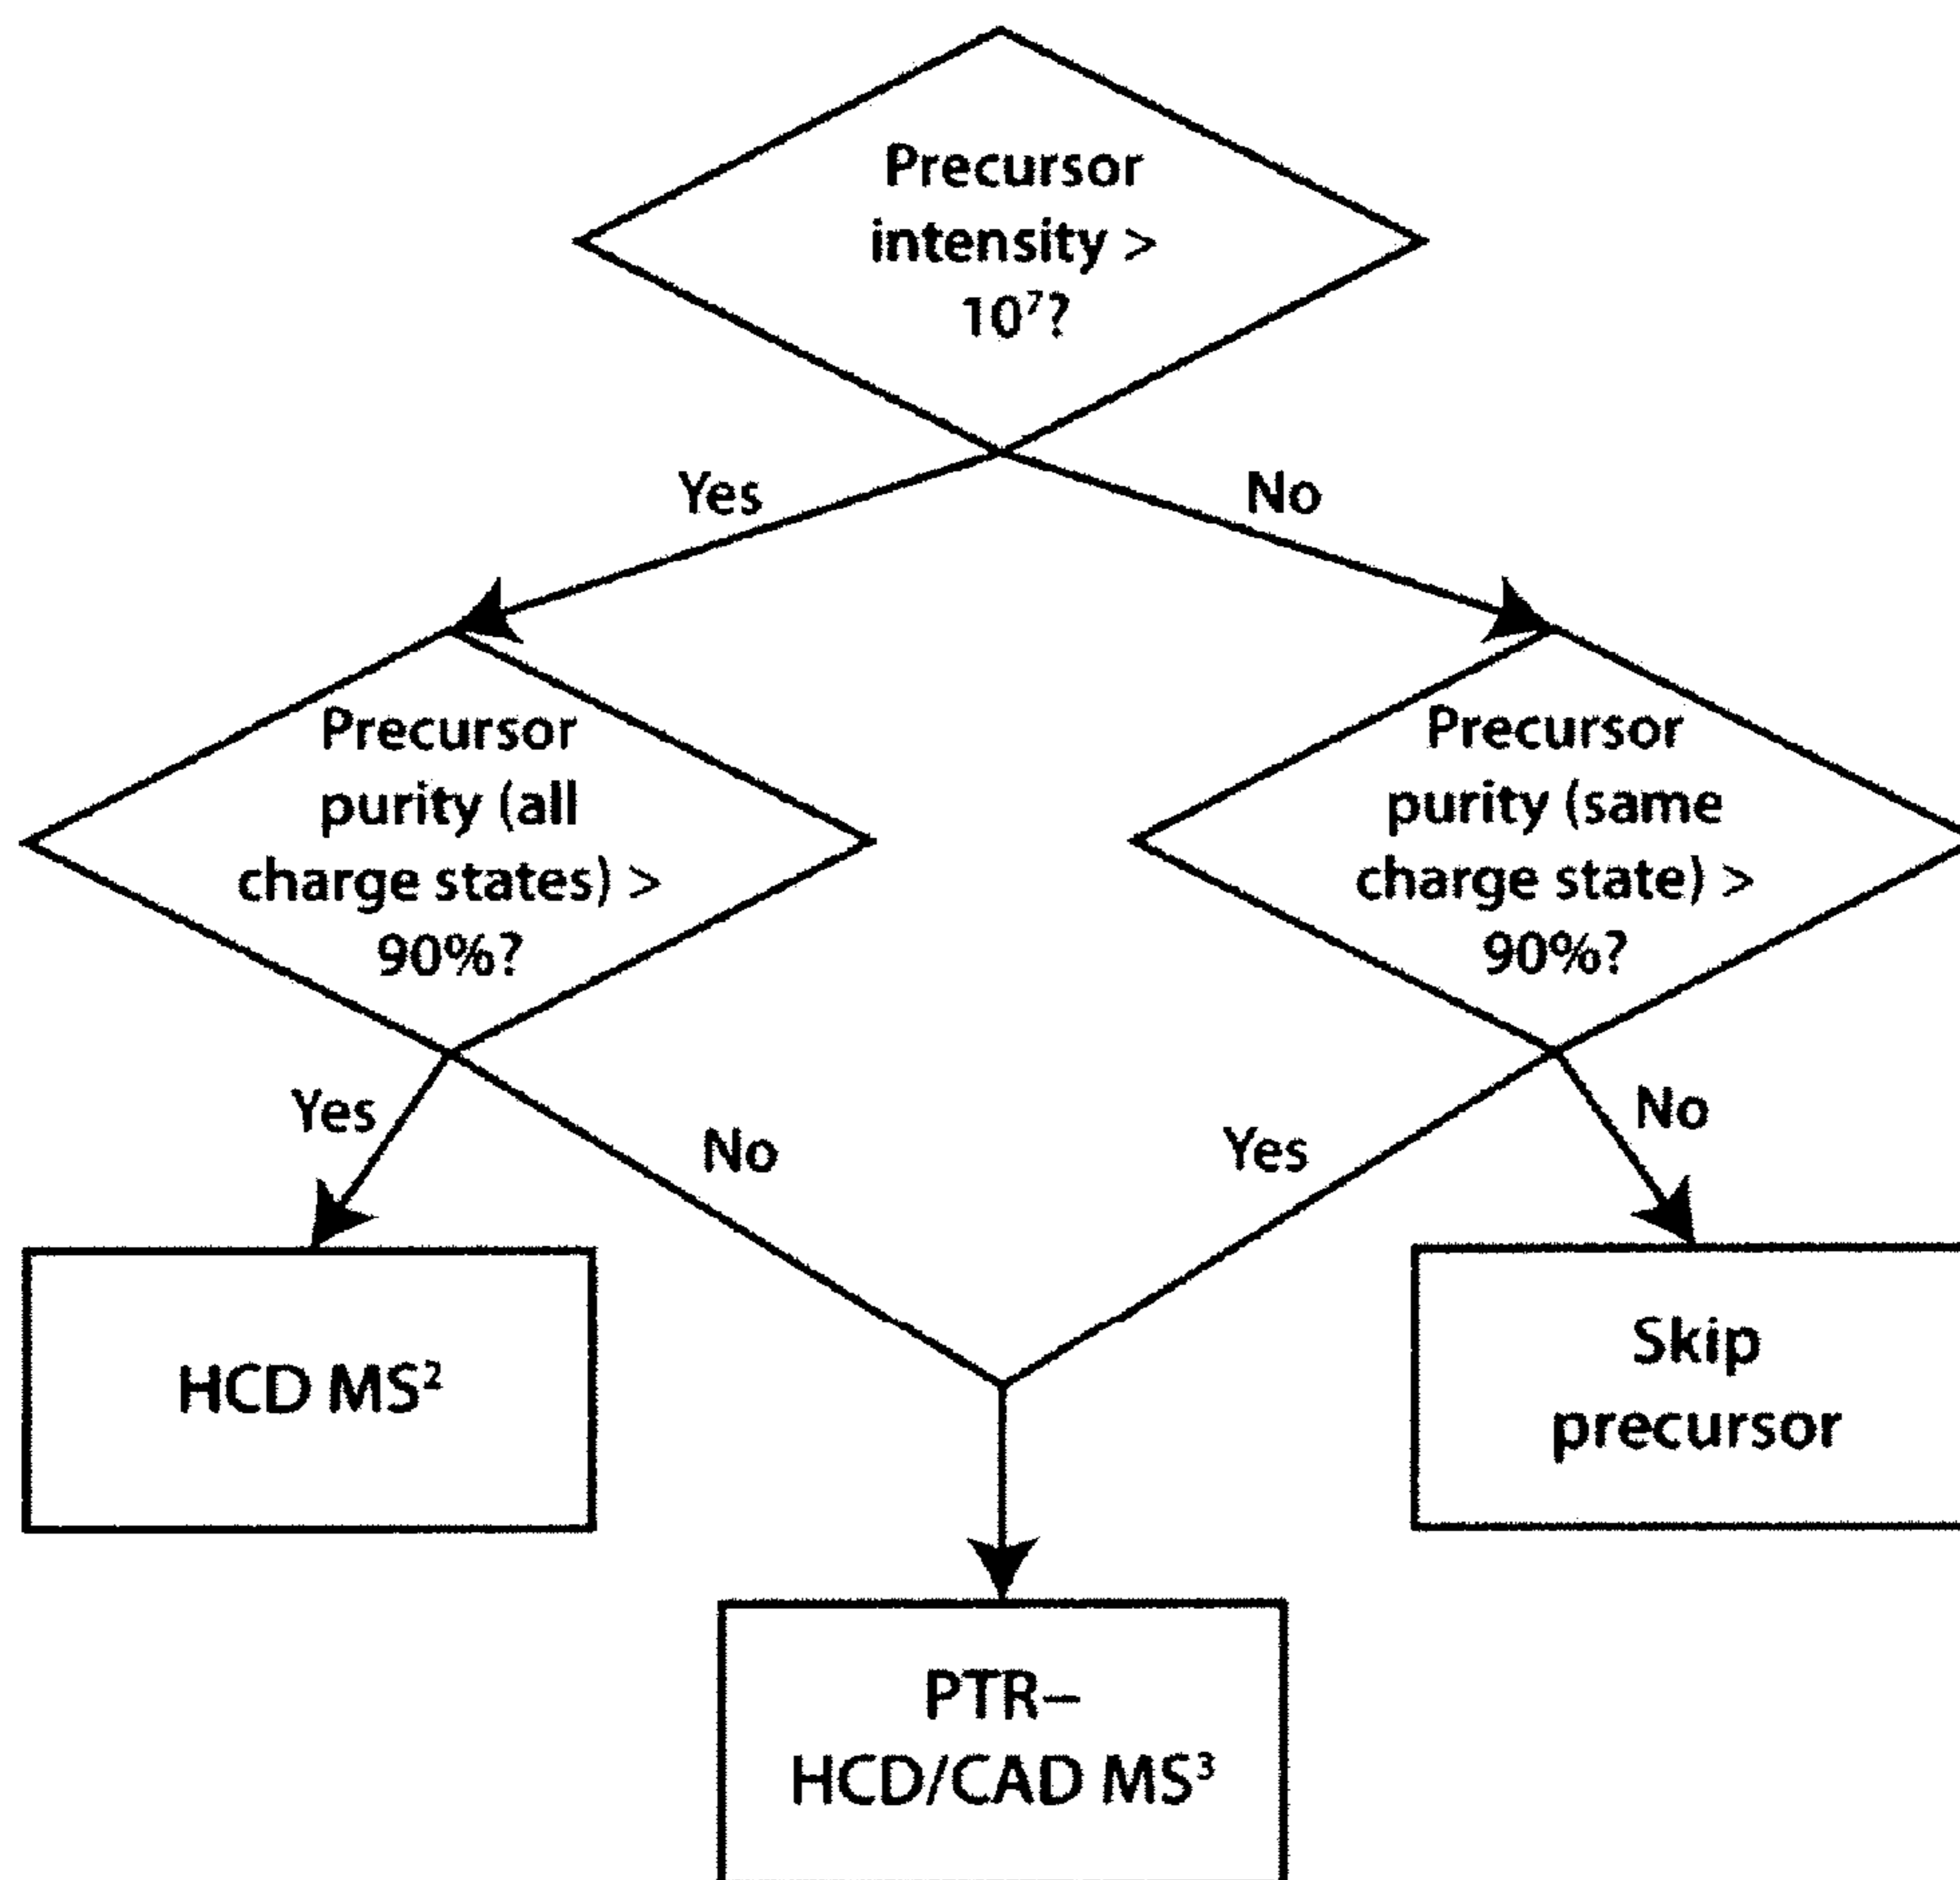 Precursor
intensity >
10⁷?
Yes
No
Precursor
purity (all
charge states) >
90%?
Precursor
purity (same
charge state) >
90%?
Yes
No
Yes
No
HCD MS²
Skip
precursor
PTR–
HCD/CAD MS³